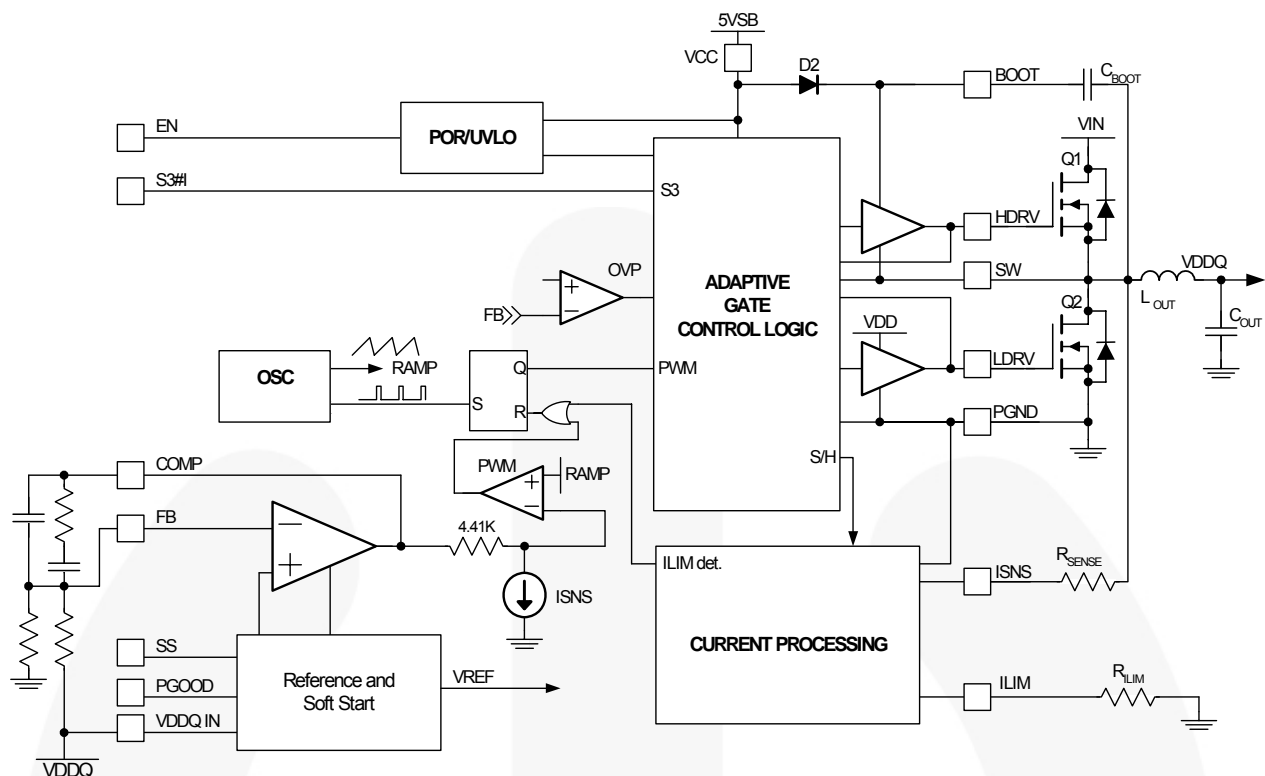 5VSB
VCC
D2
BOOT
CBOOT
EN
POR/UVLO
VIN
Q1
S3#I
S3
HDRV
OVP
ADAPTIVE
GATE
CONTROL LOGIC
SW
VDDQ
LOUT
COUT
FB
VDD
Q2
OSC
RAMP
Q
PWM
LDRV
S
R
PGND
S/H
COMP
PWM
RAMP
FB
4.41K
ILIM det.
RSENSE
ISNS
ISNS
CURRENT PROCESSING
SS
Reference and
Soft Start
VREF
PGOOD
ILIM
RILIM
VDDQ IN
VDDQ